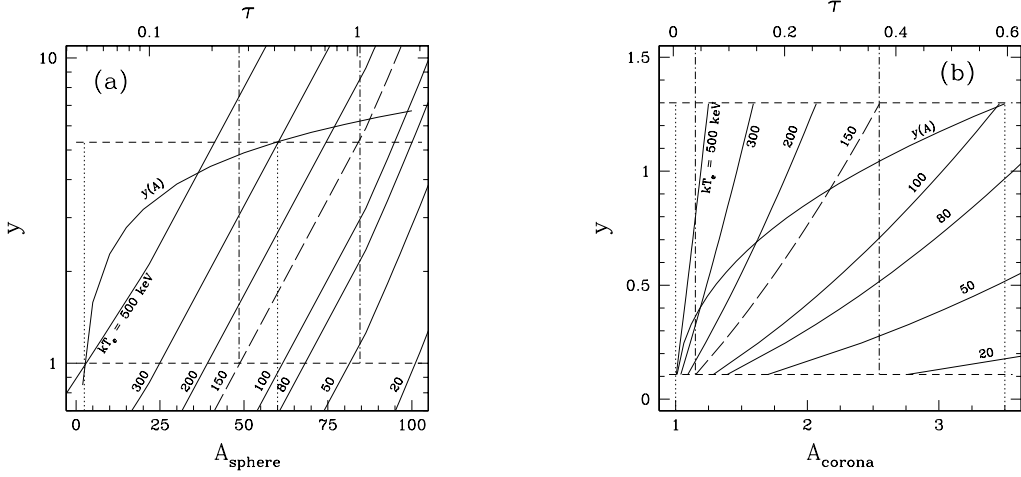 τ
0.1 1
10
(a)
y(A)
y
kTₑ = 500 keV
1
300 200 150 100 80 50 20
0 25 50 75 100
A_sphere
τ
0 0.2 0.4 0.6
1.5
(b)
kTₑ = 500 keV
300
200
150
y(A)
1
100
80
y
0.5
50
20
0
1 2 3
A_corona